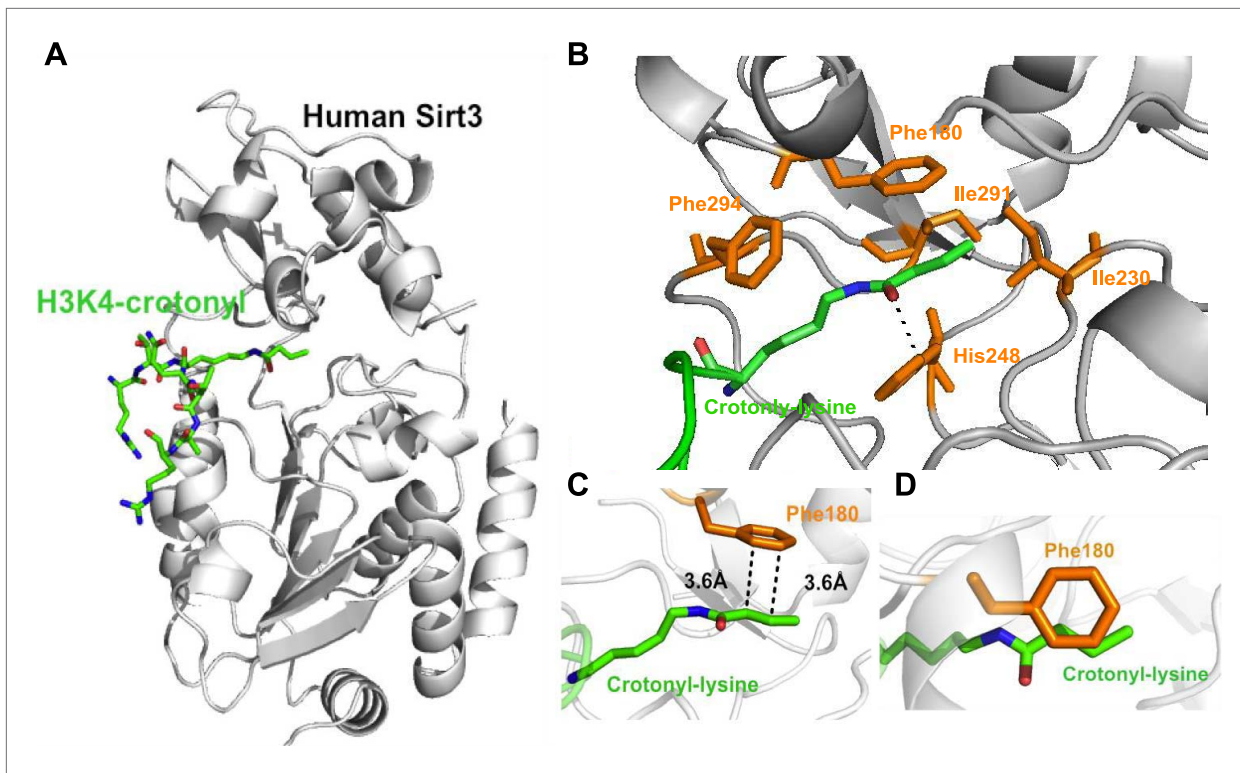 A
Human Sirt3
H3K4-crotonyl
B
Phe180
Ile291
Phe294
Ile230
His248
Crotonly-lysine
C
Phe180
3.6Å
3.6Å
Crotonyl-lysine
D
Phe180
Crotonyl-lysine